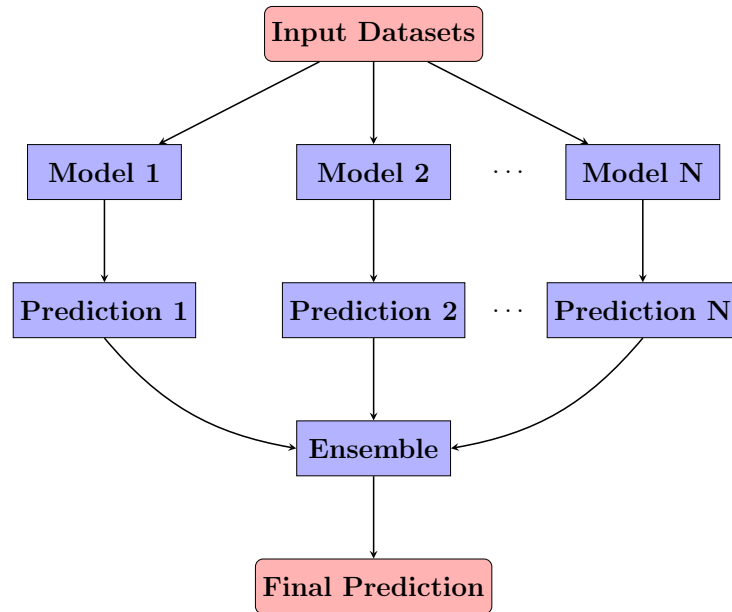 Input Datasets
Model 1
Model 2
...
Model N
Prediction 1
Prediction 2
...
Prediction N
Ensemble
Final Prediction